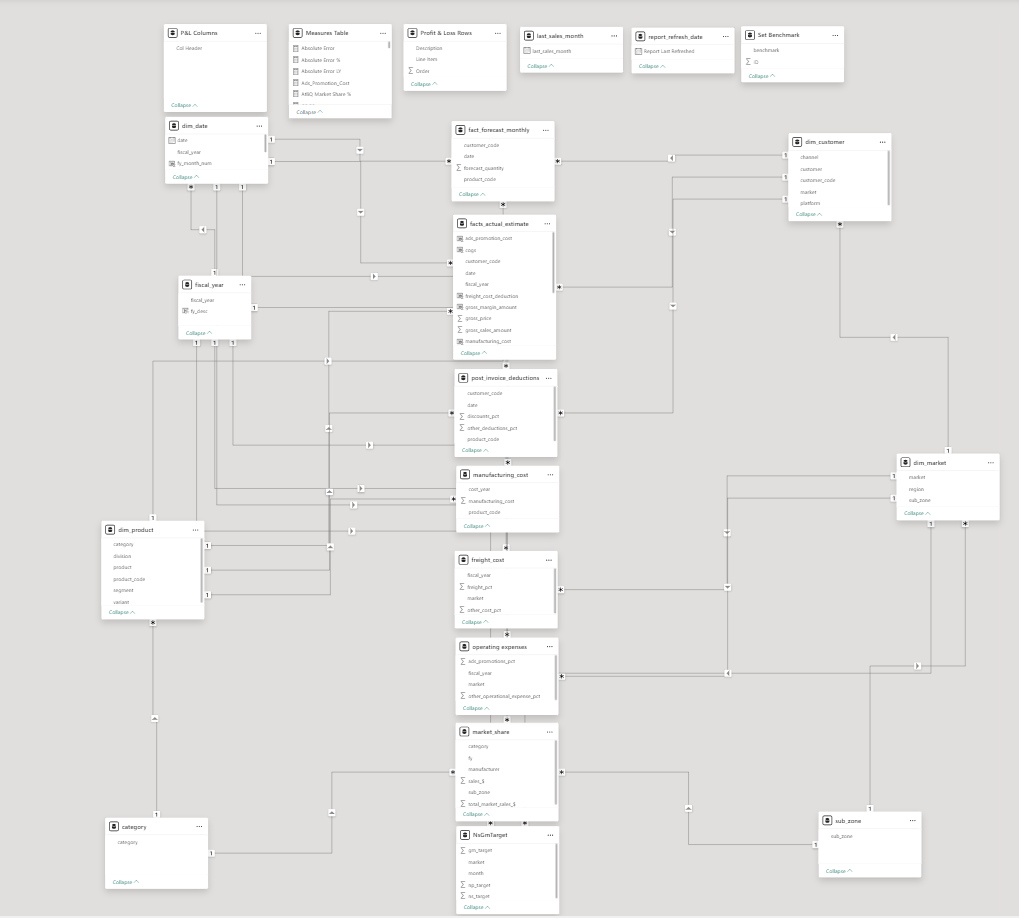 P&L Columns
Col Header
Collapse
Measures Table
Absolute Error
Absolute Error %
Absolute Error LY
Ads_Promotion_Cost
AtliQ_Market Share %
Collapse
Profit & Loss Rows
Description
Line Item
Order
Collapse
last_sales_month
last_sales_month
Collapse
report_refresh_date
Report Last Refreshed
Collapse
Set Benchmark
benchmark
ID
Collapse
dim_date
date
fiscal_year
fy_month_num
Collapse
fact_forecast_monthly
customer_code
date
forecast_quantity
product_code
Collapse
dim_customer
channel
customer
customer_code
market
platform
Collapse
facts_actual_estimate
ads_promotion_cost
cogs
customer_code
date
fiscal_year
freight_cost_deduction
gross_margin_amount
gross_price
gross_sales_amount
manufacturing_cost
Collapse
fiscal_year
fiscal_year
fy_desc
Collapse
post_invoice_deductions
customer_code
date
discounts_pct
other_deductions_pct
product_code
Collapse
manufacturing_cost
cost_year
manufacturing_cost
product_code
Collapse
dim_market
market
region
sub_zone
Collapse
dim_product
category
division
product
product_code
segment
variant
Collapse
freight_cost
fiscal_year
freight_pct
market
other_cost_pct
Collapse
operating expenses
ads_promotions_pct
fiscal_year
market
other_operational_expense_pct
Collapse
market_share
category
fy
manufacturer
sales_$
sub_zone
total_market_sales_$
Collapse
category
category
Collapse
sub_zone
sub_zone
Collapse
NsGmTarget
gm_target
market
month
np_target
ns_target
Collapse